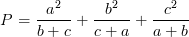 P = \frac{a^2}{b+c} + \frac{b^2}{c+a} + \frac{c^2}{a+b}